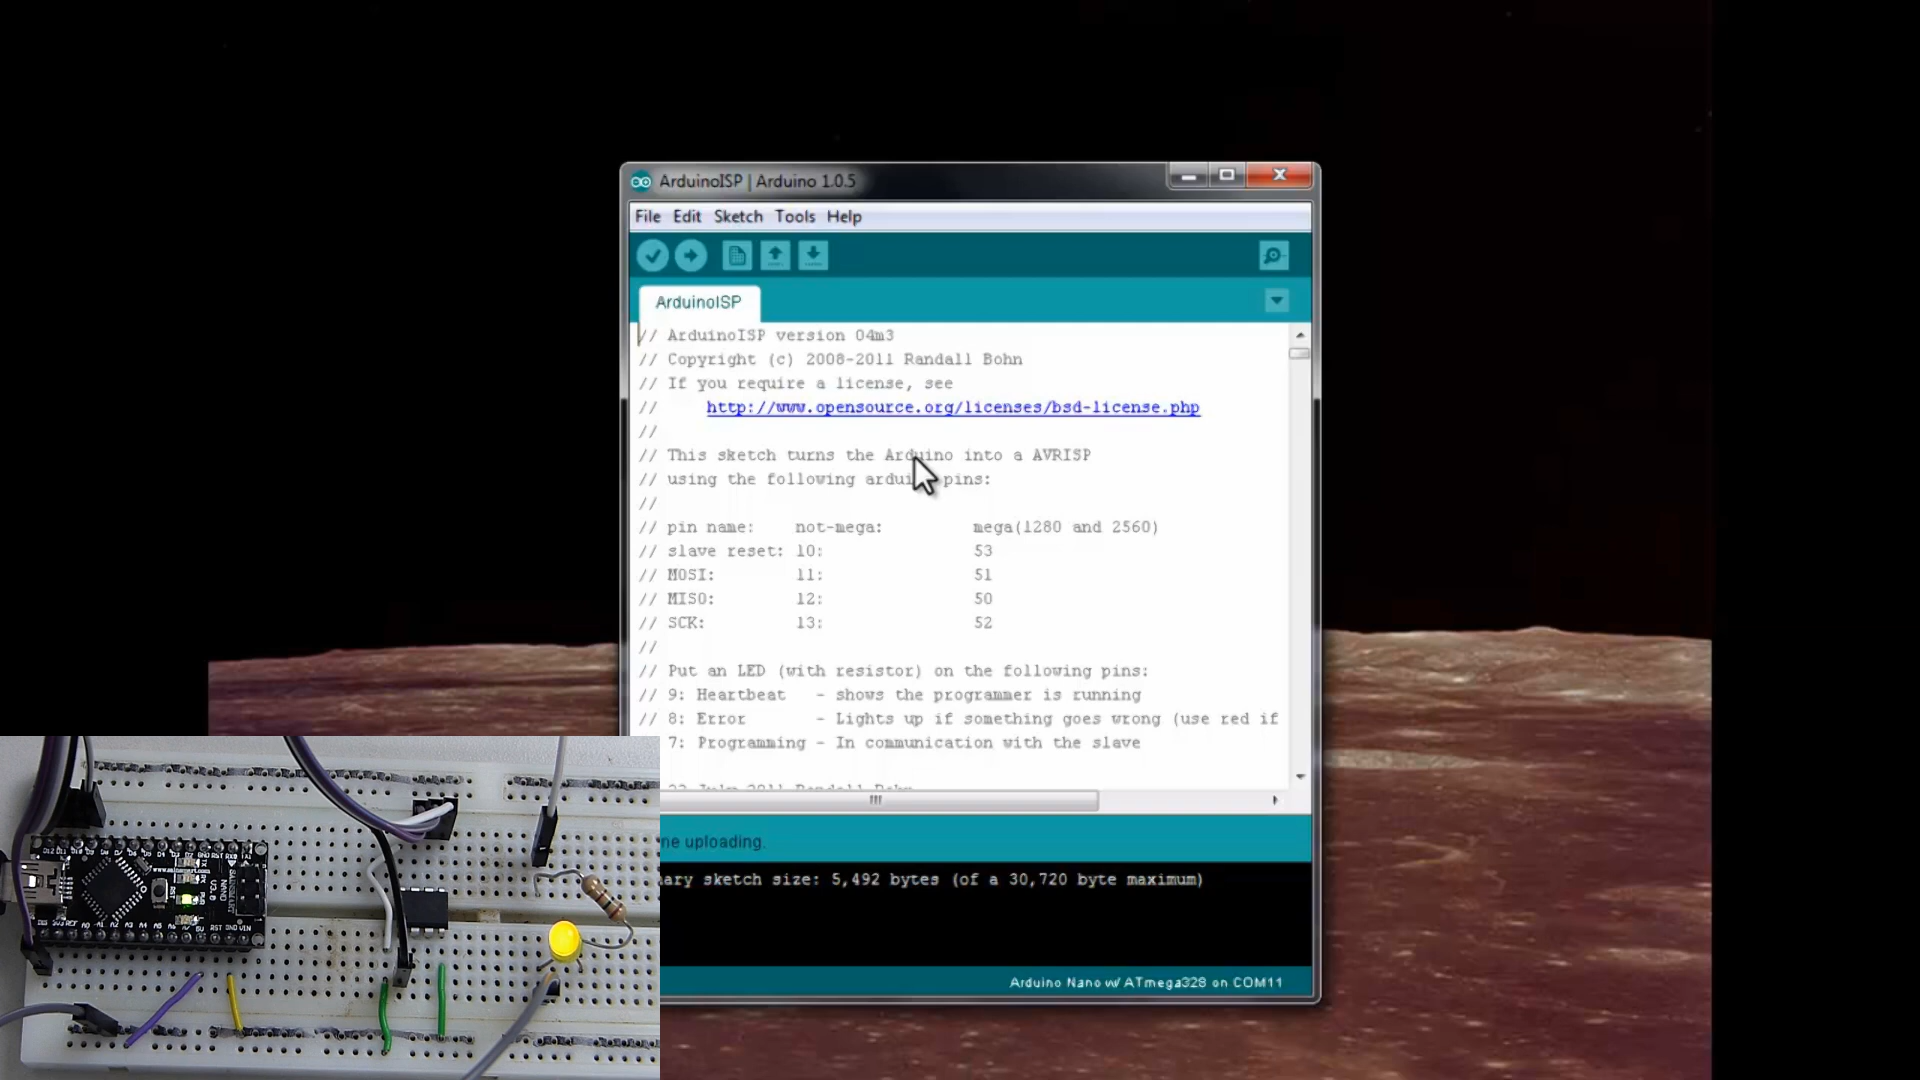 ArduinoISP | Arduino 1.0.5
File Edit Sketch Tools Help
ArduinoISP
// ArduinoISP version 04m3
// Copyright (c) 2008-2011 Randall Bohn
// If you require a license, see
// http://www.opensource.org/licenses/bsd-license.php
//
// This sketch turns the Arduino into a AVRISP
// using the following arduino pins:
//
// pin name: not-mega: mega(1280 and 2560)
// slave reset: 10: 53
// MOSI: 11: 51
// MISO: 12: 50
// SCK: 13: 52
//
// Put an LED (with resistor) on the following pins:
// 9: Heartbeat - shows the programmer is running
// 8: Error - Lights up if something goes wrong (use red if
7: Programming - In communication with the slave
ne uploading.
ary sketch size: 5,492 bytes (of a 30,720 byte maximum)
Arduino Nano w/ ATmega328 on COM11
NANO
V3.0